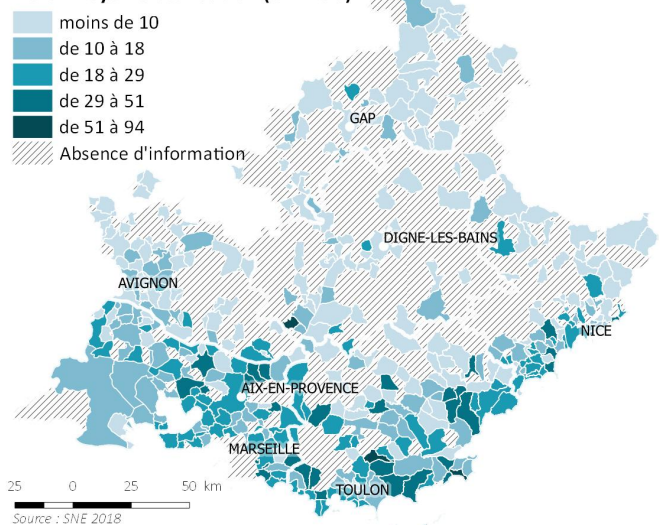 moins de 10
de 10 à 18
de 18 à 29
de 29 à 51
de 51 à 94
Absence d'information
GAP
DIGNE-LES-BAINS
AVIGNON
NICE
AIX-EN-PROVENCE
MARSEILLE
TOULON
25 0 25 50 km
Source : SNE 2018